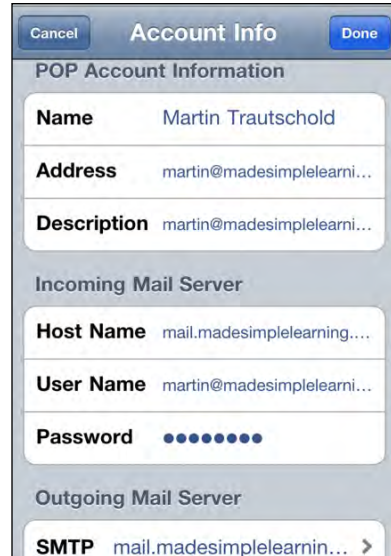 Cancel Account Info Done
POP Account Information
Name Martin Trautschold
Address martin@madesimplelearni...
Description martin@madesimplelearni...
Incoming Mail Server
Host Name mail.madesimplelearning....
User Name martin@madesimplelearni...
Password ●●●●●●●●
Outgoing Mail Server
SMTP mail.madesimplelearnin... >